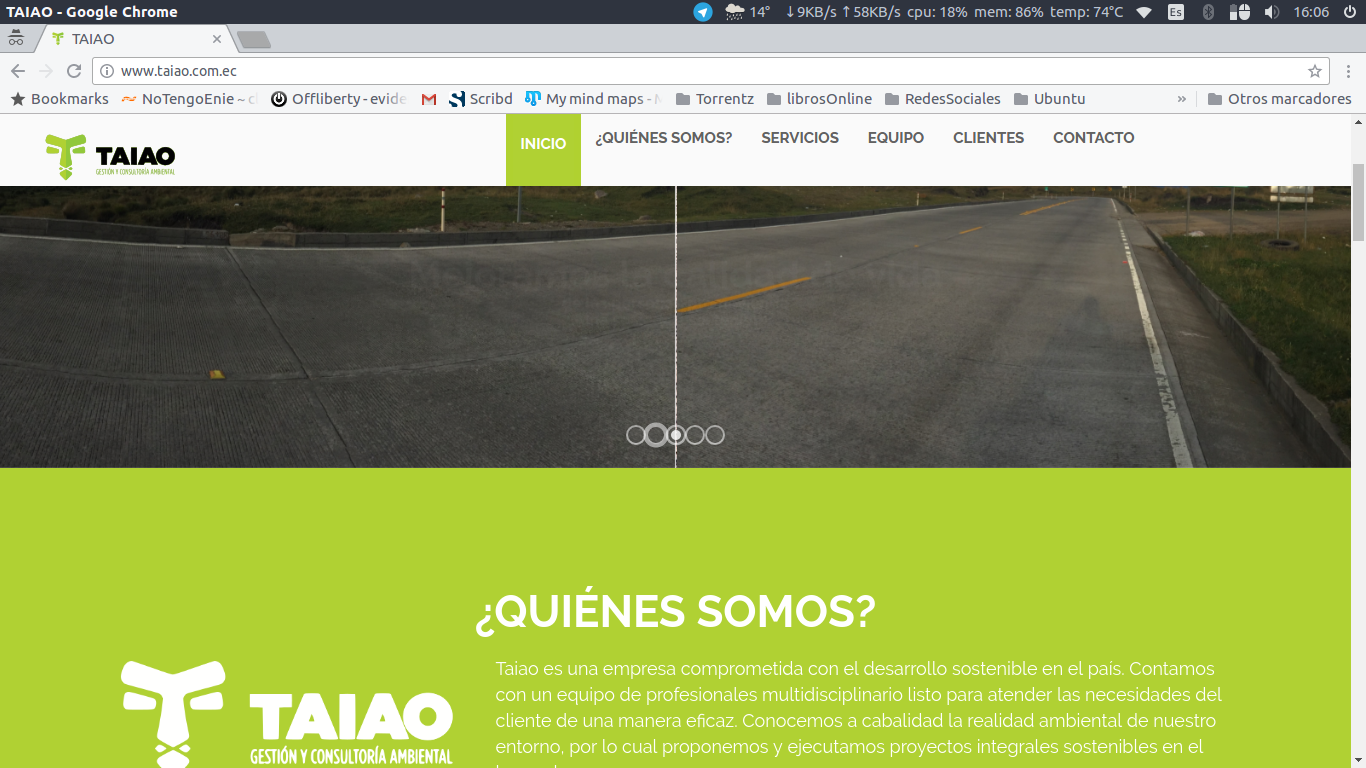 TAIAO - Google Chrome
14° ↓9KB/s ↑58KB/s cpu: 18% mem: 86% temp: 74°C Es 16:06
TAIAO
www.taiao.com.ec
Bookmarks NoTengoEnie ~ Offliberty - evide Scribd My mind maps - Torrentz librosOnline RedesSociales Ubuntu » Otros marcadores
TAIAO
GESTIÓN Y CONSULTORÍA AMBIENTAL
INICIO ¿QUIÉNES SOMOS? SERVICIOS EQUIPO CLIENTES CONTACTO
¿QUIÉNES SOMOS?
TAIAO
GESTIÓN Y CONSULTORÍA AMBIENTAL
Taiao es una empresa comprometida con el desarrollo sostenible en el país. Contamos
con un equipo de profesionales multidisciplinario listo para atender las necesidades del
cliente de una manera eficaz. Conocemos a cabalidad la realidad ambiental de nuestro
entorno, por lo cual proponemos y ejecutamos proyectos integrales sostenibles en el